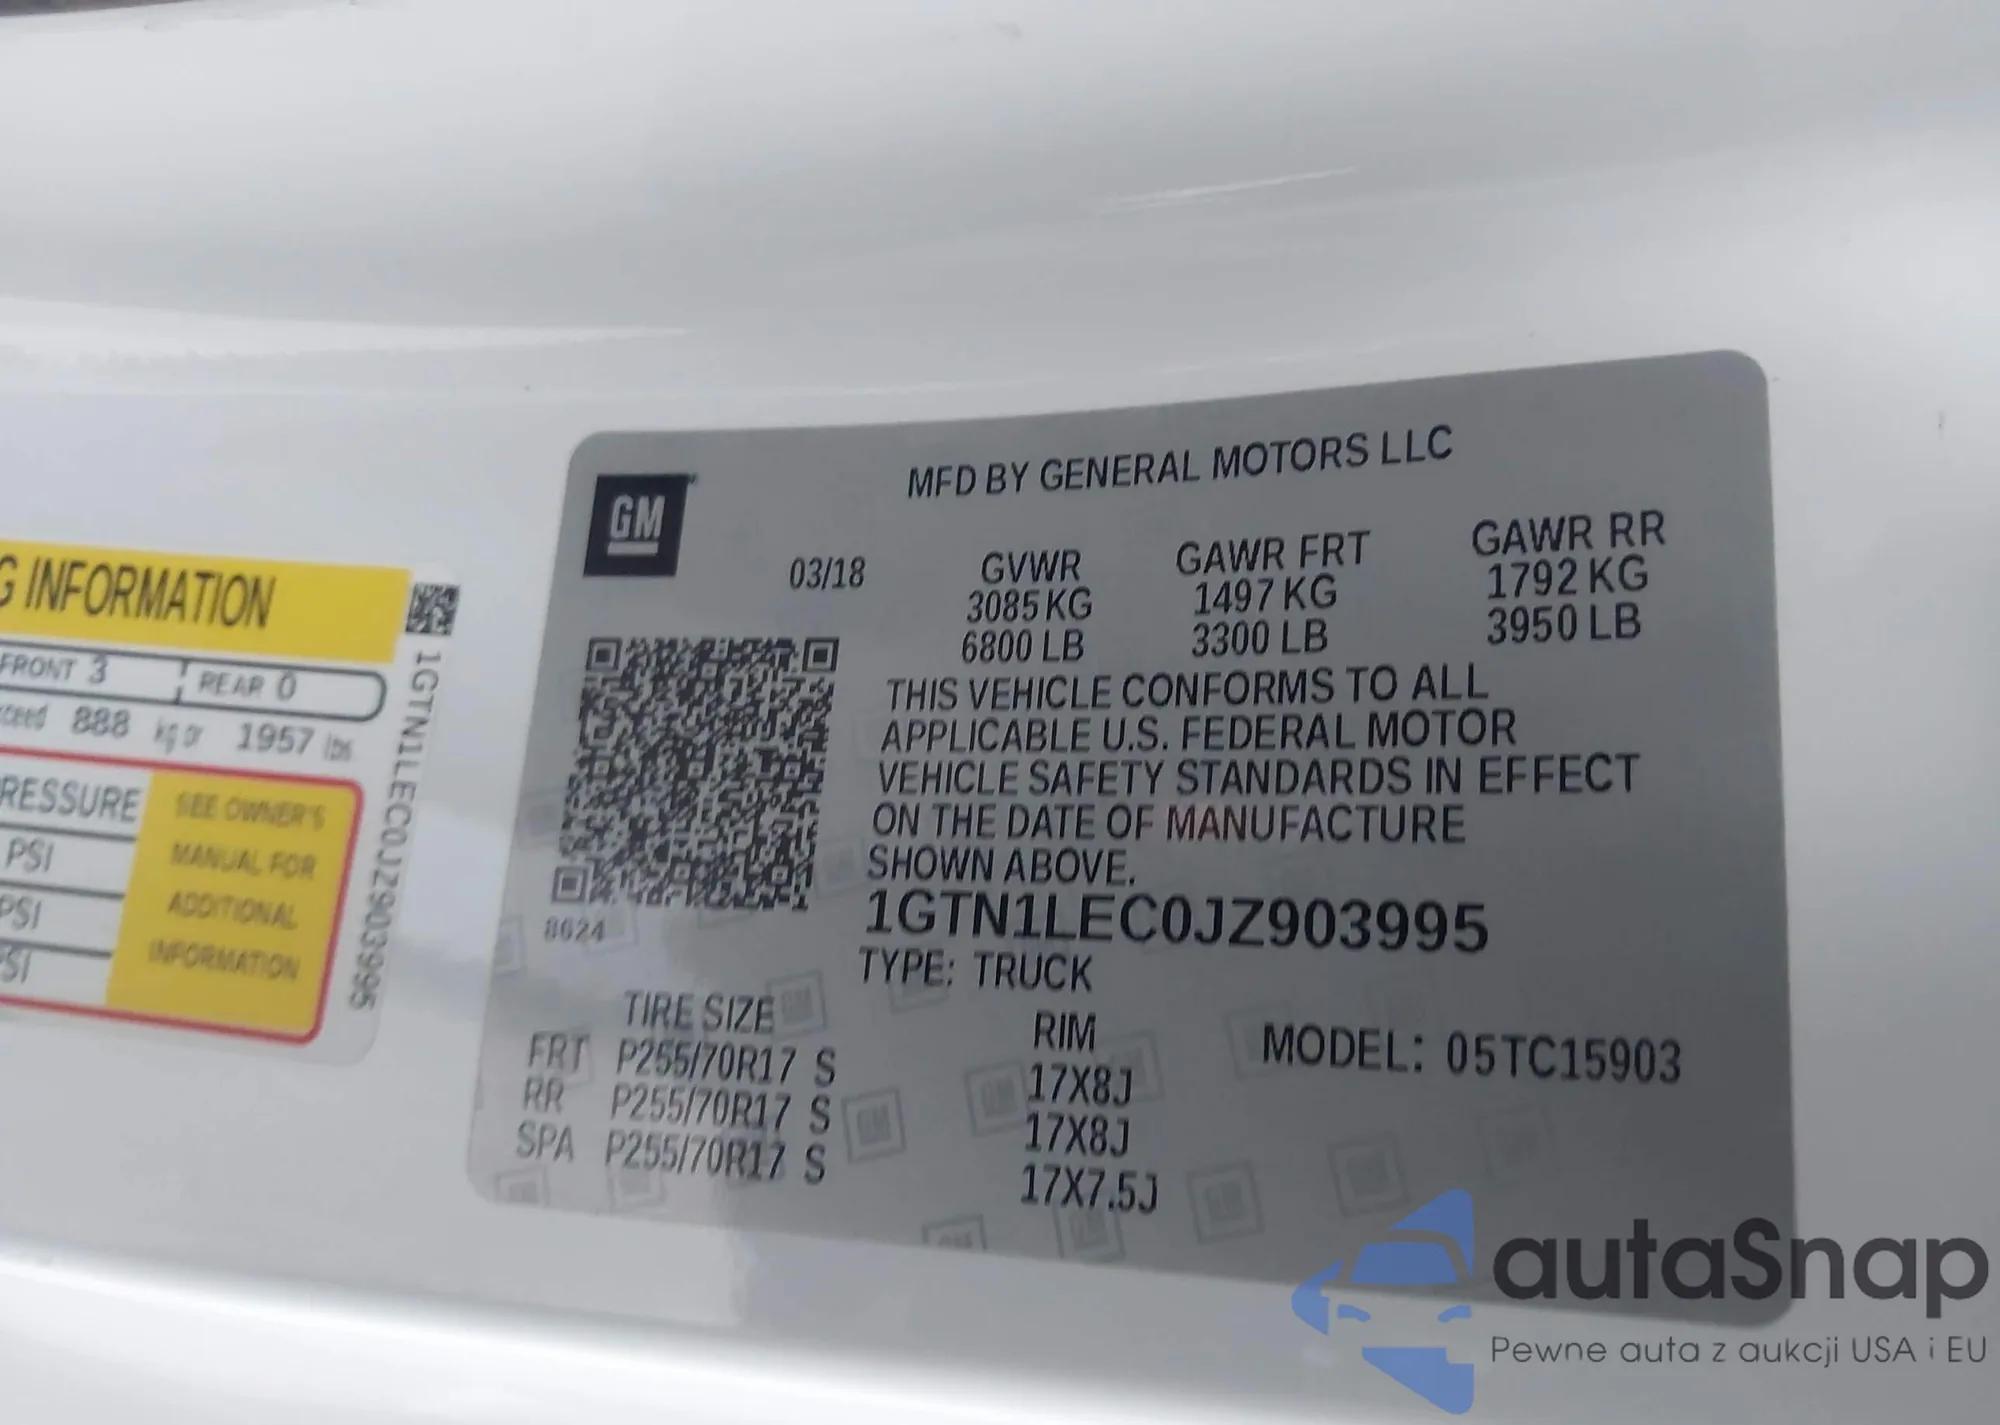 G INFORMATION
FRONT 3 REAR 0
888 kg or 1957 lbs
RESSURE
PSI
PSI
SI
SEE OWNER'S
MANUAL FOR
ADDITIONAL
INFORMATION
1GTN1LEC0JZ903995
GM
MFD BY GENERAL MOTORS LLC
03/18
GVWR
3085 KG
6800 LB
GAWR FRT
1497 KG
3300 LB
GAWR RR
1792 KG
3950 LB
THIS VEHICLE CONFORMS TO ALL
APPLICABLE U.S. FEDERAL MOTOR
VEHICLE SAFETY STANDARDS IN EFFECT
ON THE DATE OF MANUFACTURE
SHOWN ABOVE.
1GTN1LEC0JZ903995
8624
TYPE: TRUCK
TIRE SIZE RIM
FRT P255/70R17 S 17X8J
RR P255/70R17 S 17X8J
SPA P255/70R17 S 17X7.5J
MODEL: 05TC15903
autaSnap
Pewne auta z aukcji USA i EU